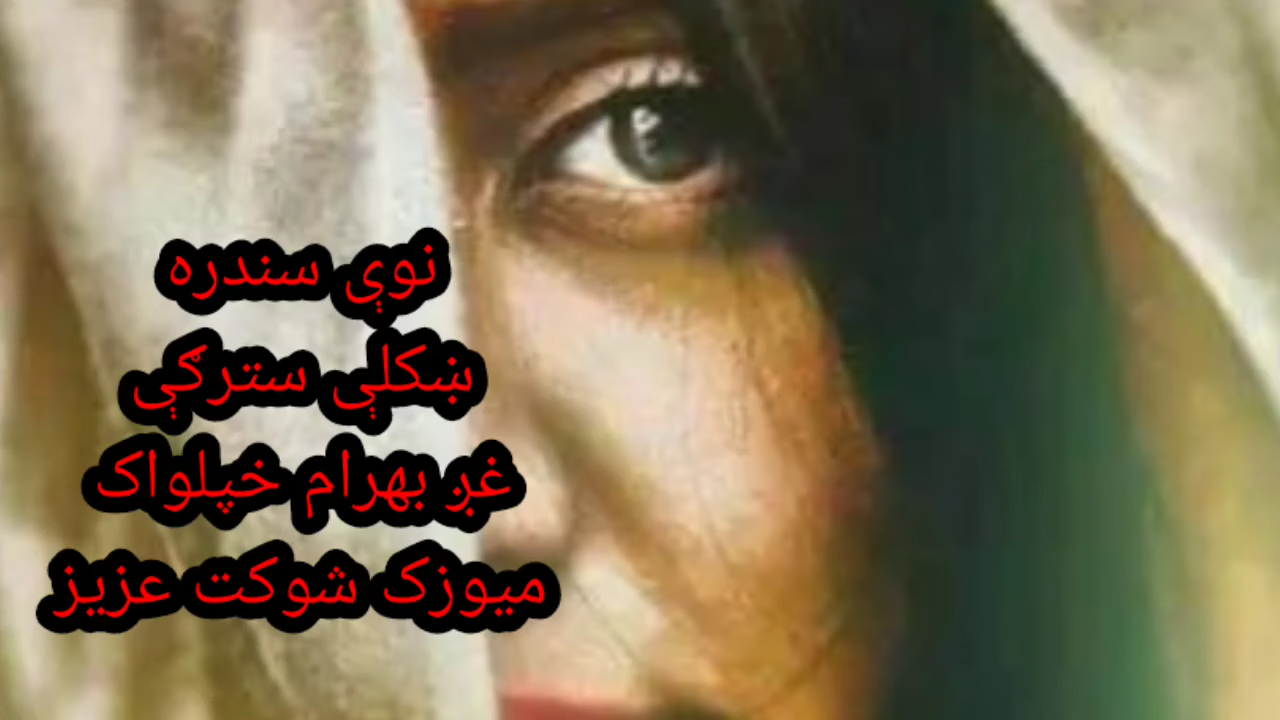 نوې سندره
ښکلې سترګې
غږ بهرام خپلواک
میوزک شوکت عزیز